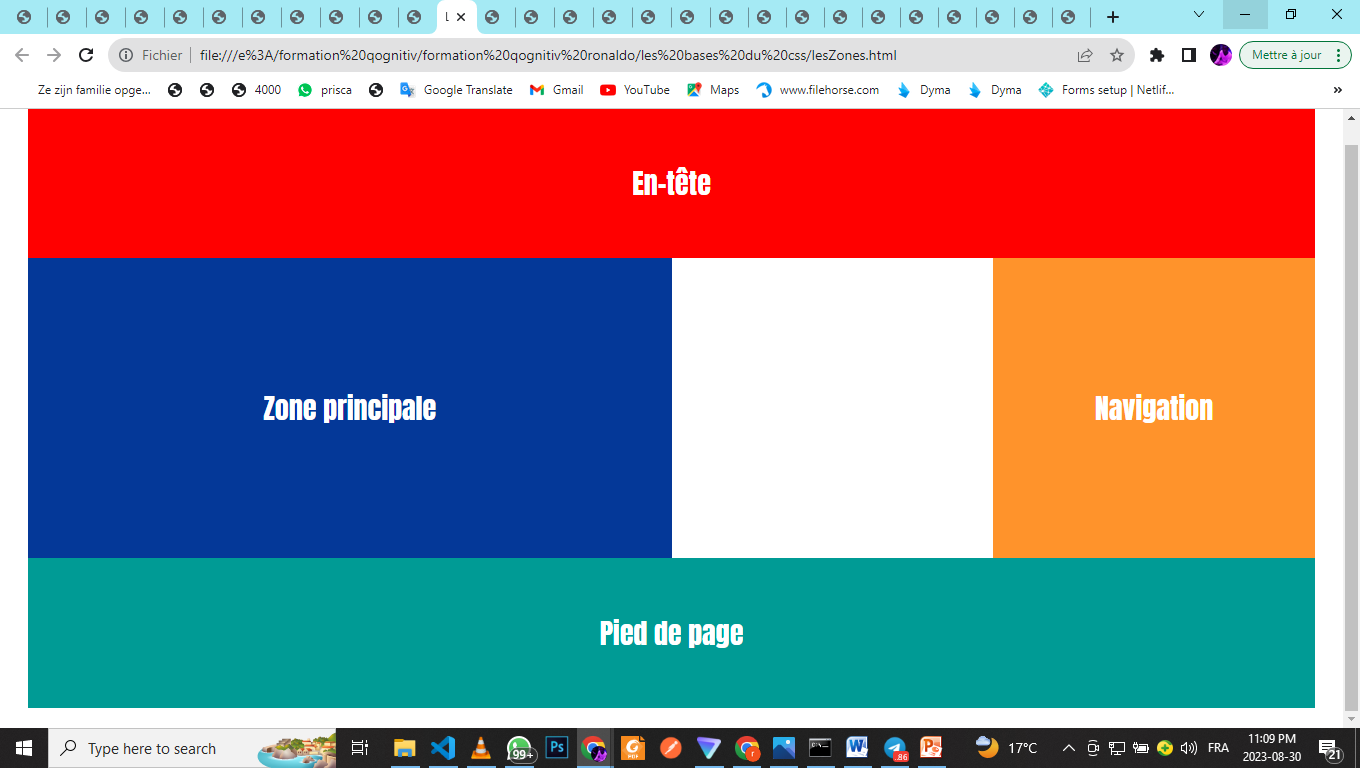 L
Fichier
file:///e%3A/formation%20qognitiv/formation%20qognitiv%20ronaldo/les%20bases%20du%20css/lesZones.html
Mettre à jour
Ze zijn familie opge...
4000
prisca
Google Translate
Gmail
YouTube
Maps
www.filehorse.com
Dyma
Dyma
Forms setup | Netlif...
»
En-tête
Zone principale
Navigation
Pied de page
Type here to search
99+
Ps
.86
17°C
FRA
11:09 PM
2023-08-30
21